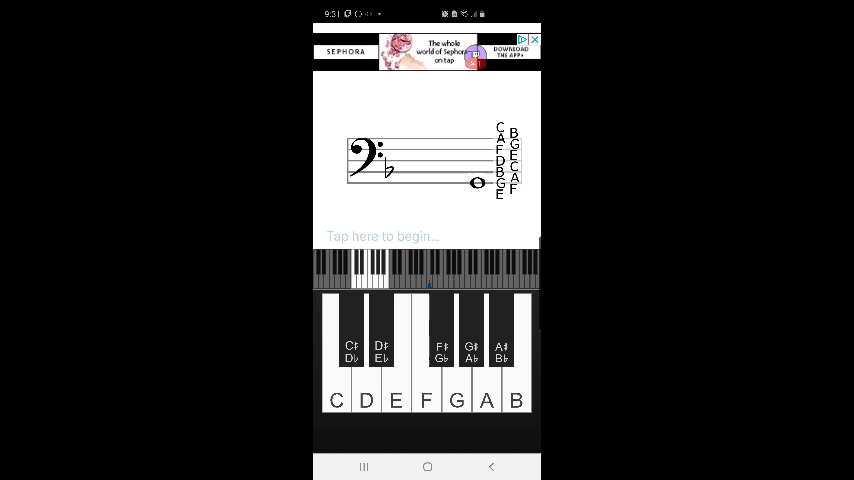 9:31
SEPHORA
The whole
world of Sephora
on tap
DOWNLOAD
THE APP>
C
B
A
G
F
E
D
C
B
A
G
F
E
Tap here to begin...
C♯ D♯ F♯ G♯ A♯
D♭ E♭ G♭ A♭ B♭
C D E F G A B